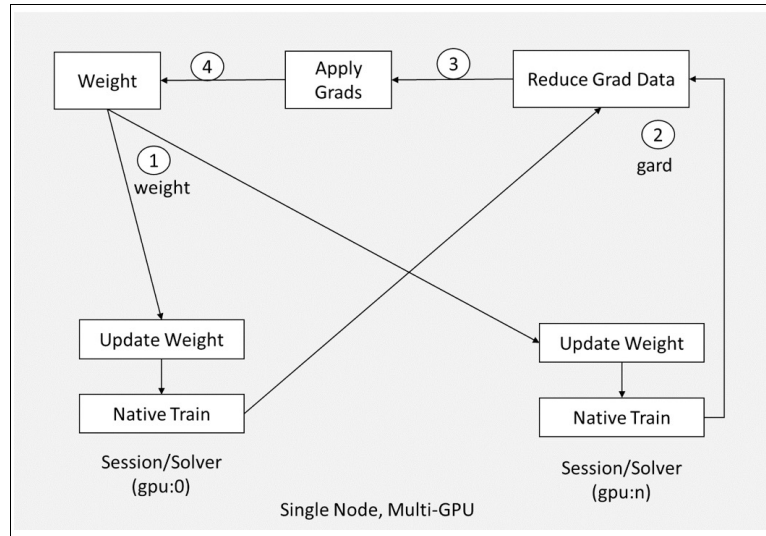 4
3
Weight
Apply
Grads
Reduce Grad Data
1
weight
2
gard
Update Weight
Update Weight
Native Train
Native Train
Session/Solver
(gpu:0)
Session/Solver
(gpu:n)
Single Node, Multi-GPU